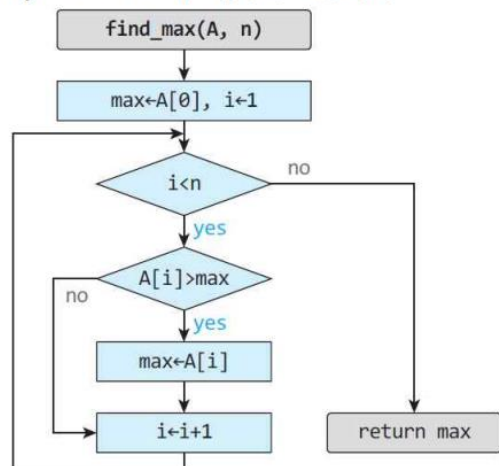 find_max(A, n)
max←A[0], i←1
i<n
no
yes
A[i]>max
no
yes
max←A[i]
i←i+1
return max